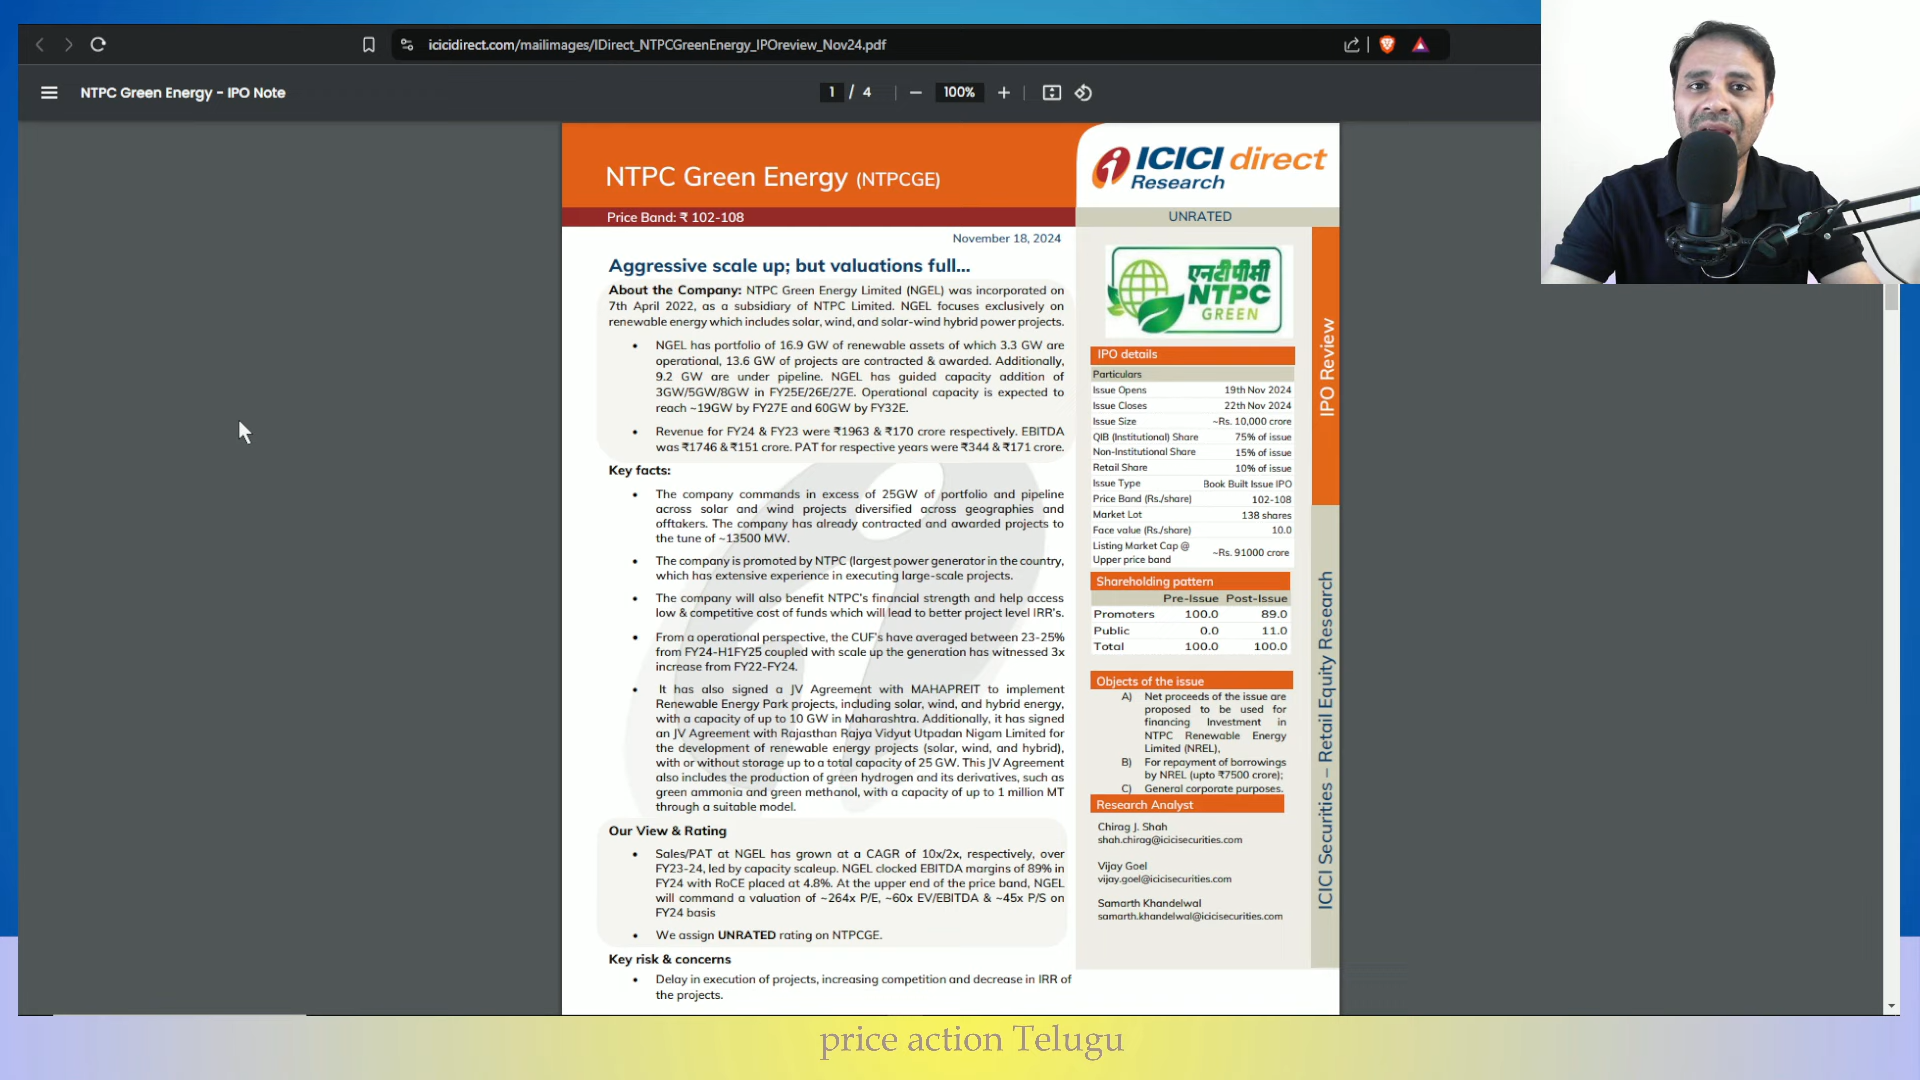 icicidirect.com/mailimages/IDirect_NTPCGreenEnergy_IPOreview_Nov24.pdf
NTPC Green Energy - IPO Note
1 / 4
100%
NTPC Green Energy (NTPCGE)
ICICI direct
Research
Price Band: ₹ 102-108
UNRATED
November 18, 2024
Aggressive scale up; but valuations full...
About the Company: NTPC Green Energy Limited (NGEL) was incorporated on
7th April 2022, as a subsidiary of NTPC Limited. NGEL focuses exclusively on
renewable energy which includes solar, wind, and solar-wind hybrid power projects.
• NGEL has portfolio of 16.9 GW of renewable assets of which 3.3 GW are
operational, 13.6 GW of projects are contracted & awarded. Additionally,
9.2 GW are under pipeline. NGEL has guided capacity addition of
3GW/5GW/8GW in FY25E/26E/27E. Operational capacity is expected to
reach ~19GW by FY27E and 60GW by FY32E.
• Revenue for FY24 & FY23 were ₹1963 & ₹170 crore respectively. EBITDA
was ₹1746 & ₹151 crore. PAT for respective years were ₹344 & ₹171 crore.
Key facts:
• The company commands in excess of 25GW of portfolio and pipeline
across solar and wind projects diversified across geographies and
offtakers. The company has already contracted and awarded projects to
the tune of ~13500 MW.
• The company is promoted by NTPC (largest power generator in the country,
which has extensive experience in executing large-scale projects.
• The company will also benefit NTPC's financial strength and help access
low & competitive cost of funds which will lead to better project level IRR's.
• From a operational perspective, the CUF's have averaged between 23-25%
from FY24-H1FY25 coupled with scale up the generation has witnessed 3x
increase from FY22-FY24.
• It has also signed a JV Agreement with MAHAPREIT to implement
Renewable Energy Park projects, including solar, wind, and hybrid energy,
with a capacity of up to 10 GW in Maharashtra. Additionally, it has signed
an JV Agreement with Rajasthan Rajya Vidyut Utpadan Nigam Limited for
the development of renewable energy projects (solar, wind, and hybrid),
with or without storage up to a total capacity of 25 GW. This JV Agreement
also includes the production of green hydrogen and its derivatives, such as
green ammonia and green methanol, with a capacity of up to 1 million MT
through a suitable model.
Our View & Rating
• Sales/PAT at NGEL has grown at a CAGR of 10x/2x, respectively, over
FY23-24, led by capacity scaleup. NGEL clocked EBITDA margins of 89% in
FY24 with RoCE placed at 4.8%. At the upper end of the price band, NGEL
will command a valuation of ~264x P/E, ~60x EV/EBITDA & ~45x P/S on
FY24 basis
• We assign UNRATED rating on NTPCGE.
Key risk & concerns
• Delay in execution of projects, increasing competition and decrease in IRR of
the projects.
एनटीपीसी
NTPC
GREEN
IPO details
Particulars
Issue Opens 19th Nov 2024
Issue Closes 22th Nov 2024
Issue Size ~Rs. 10,000 crore
QIB (Institutional) Share 75% of issue
Non-Institutional Share 15% of issue
Retail Share 10% of issue
Issue Type Book Built Issue IPO
Price Band (Rs./share) 102-108
Market Lot 138 shares
Face value (Rs./share) 10.0
Listing Market Cap @
Upper price band ~Rs. 91000 crore
Shareholding pattern
Pre-Issue Post-Issue
Promoters 100.0 89.0
Public 0.0 11.0
Total 100.0 100.0
Objects of the issue
A) Net proceeds of the issue are
proposed to be used for
financing Investment in
NTPC Renewable Energy
Limited (NREL),
B) For repayment of borrowings
by NREL (upto ₹7500 crore);
C) General corporate purposes.
Research Analyst
Chirag J. Shah
shah.chirag@icicisecurities.com
Vijay Goel
vijay.goel@icicisecurities.com
Samarth Khandelwal
samarth.khandelwal@icicisecurities.com
IPO Review
ICICI Securities – Retail Equity Research
price action Telugu